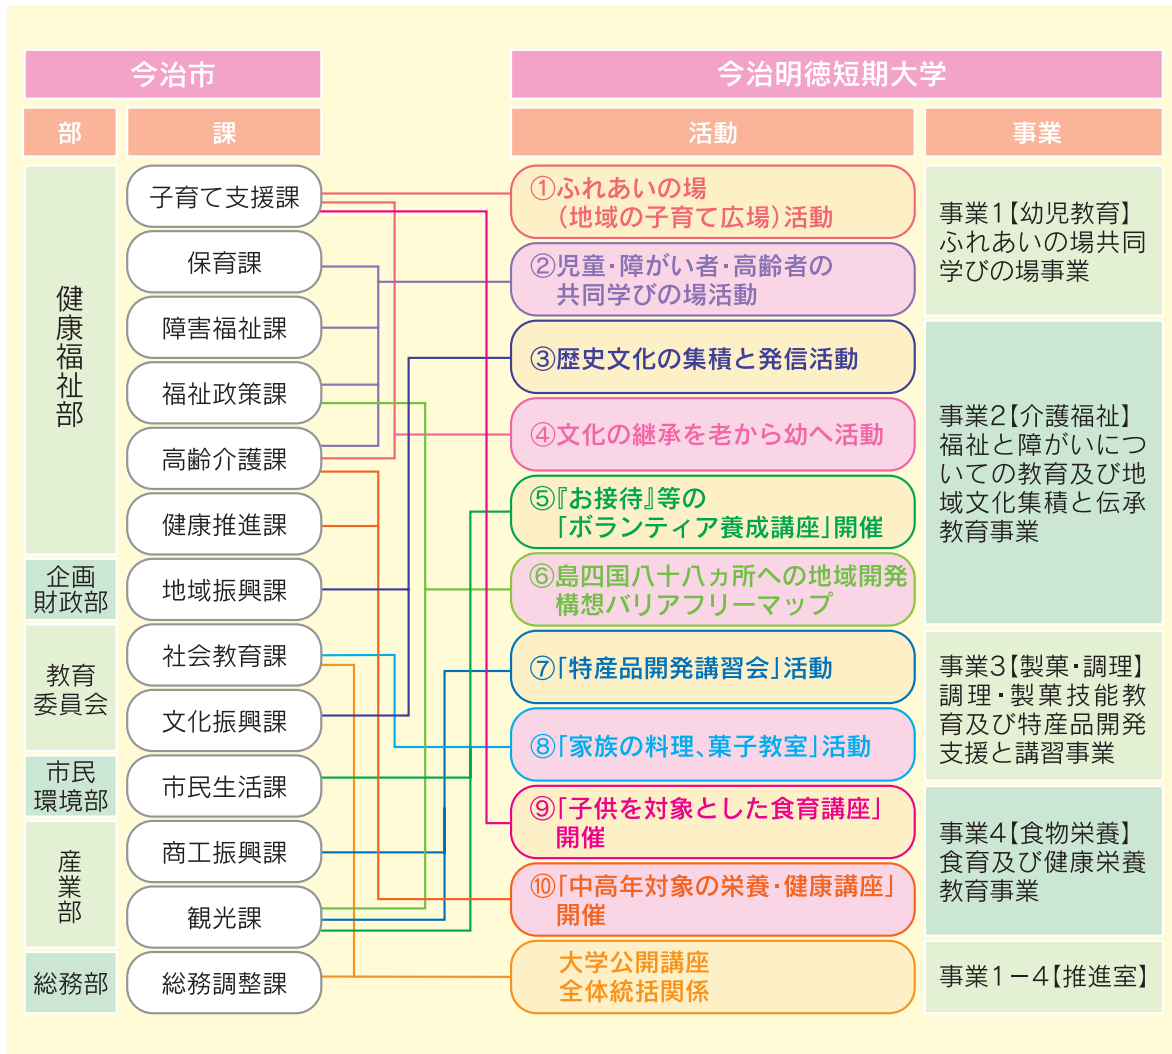 今治市
今治明徳短期大学
部
課
活動
事業
健康福祉部
企画
財政部
教育
委員会
市民
環境部
産業部
総務部
子育て支援課
保育課
障害福祉課
福祉政策課
高齢介護課
健康推進課
地域振興課
社会教育課
文化振興課
市民生活課
商工振興課
観光課
総務調整課
①ふれあいの場
（地域の子育て広場）活動
②児童・障がい者・高齢者の
共同学びの場活動
③歴史文化の集積と発信活動
④文化の継承を老から幼へ活動
⑤『お接待』等の
「ボランティア養成講座」開催
⑥島四国八十八ヵ所への地域開発
構想バリアフリーマップ
⑦「特産品開発講習会」活動
⑧「家族の料理、菓子教室」活動
⑨「子供を対象とした食育講座」
開催
⑩「中高年対象の栄養・健康講座」
開催
大学公開講座
全体統括関係
事業1【幼児教育】
ふれあいの場共同
学びの場事業
事業2【介護福祉】
福祉と障がいにつ
いての教育及び地
域文化集積と伝承
教育事業
事業3【製菓・調理】
調理・製菓技能教
育及び特産品開発
支援と講習事業
事業4【食物栄養】
食育及び健康栄養
教育事業
事業1－4【推進室】